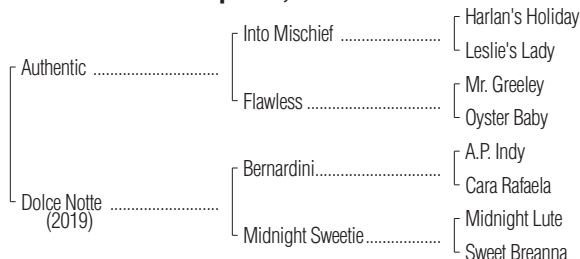 Harlan's Holiday
Into Mischief ........................
Leslie's Lady
Authentic ..............................
Mr. Greeley
Flawless ................................
Oyster Baby
A.P. Indy
Bernardini..............................
Cara Rafaela
Dolce Notte ..........................
(2019)
Midnight Lute
Midnight Sweetie..................
Sweet Breanna